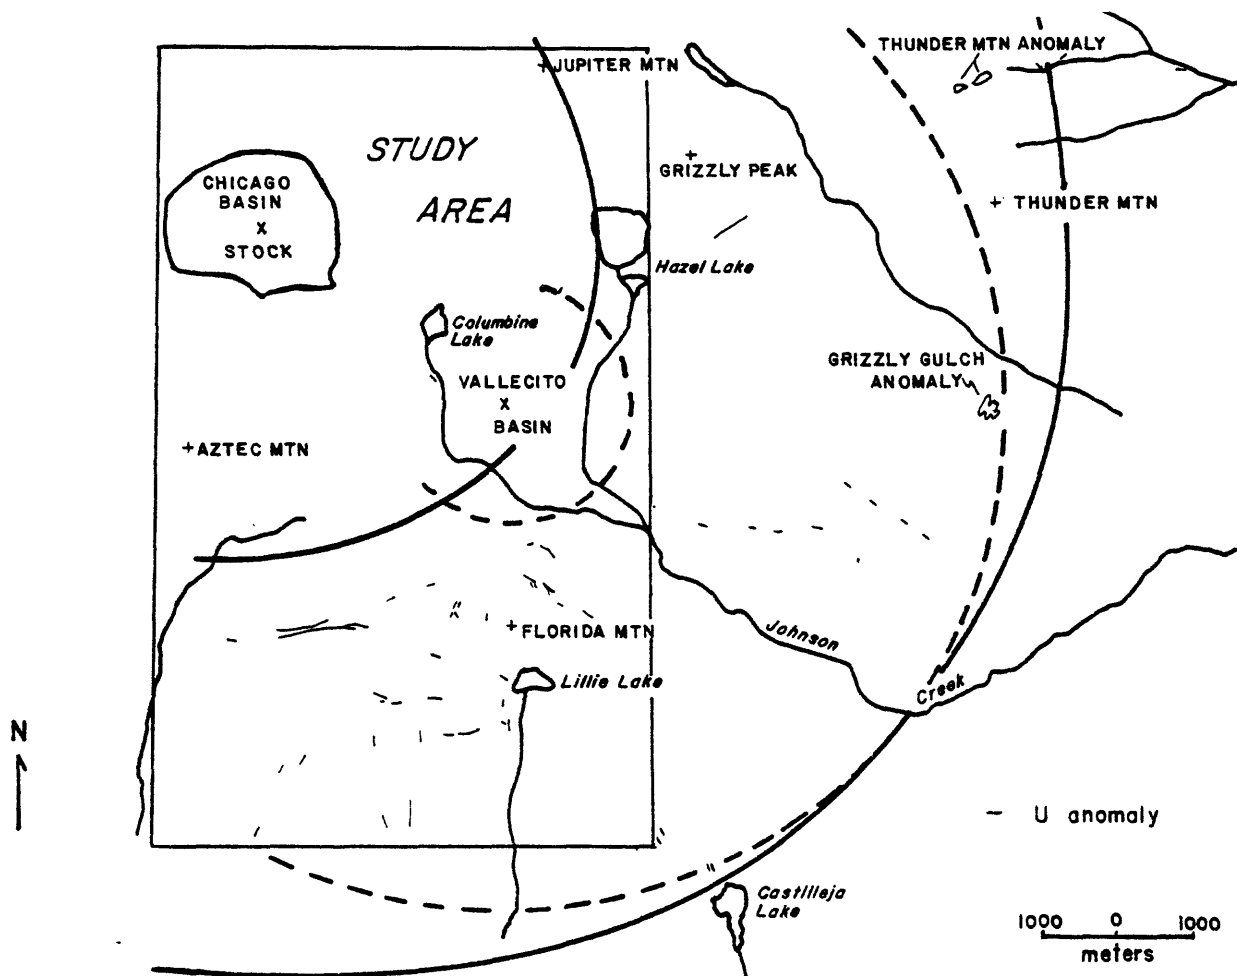 THUNDER MTN ANOMALY
+ JUPITER MTN
STUDY
AREA
+
GRIZZLY PEAK
CHICAGO
BASIN
x
STOCK
+ THUNDER MTN
Hazel Lake
Columbine
Lake
GRIZZLY GULCH
ANOMALY
VALLECITO
x
BASIN
+ AZTEC MTN
+ FLORIDA MTN
Johnson
Creek
Lillie Lake
N
– U anomaly
Castilleja
Lake
1000 0 1000
meters